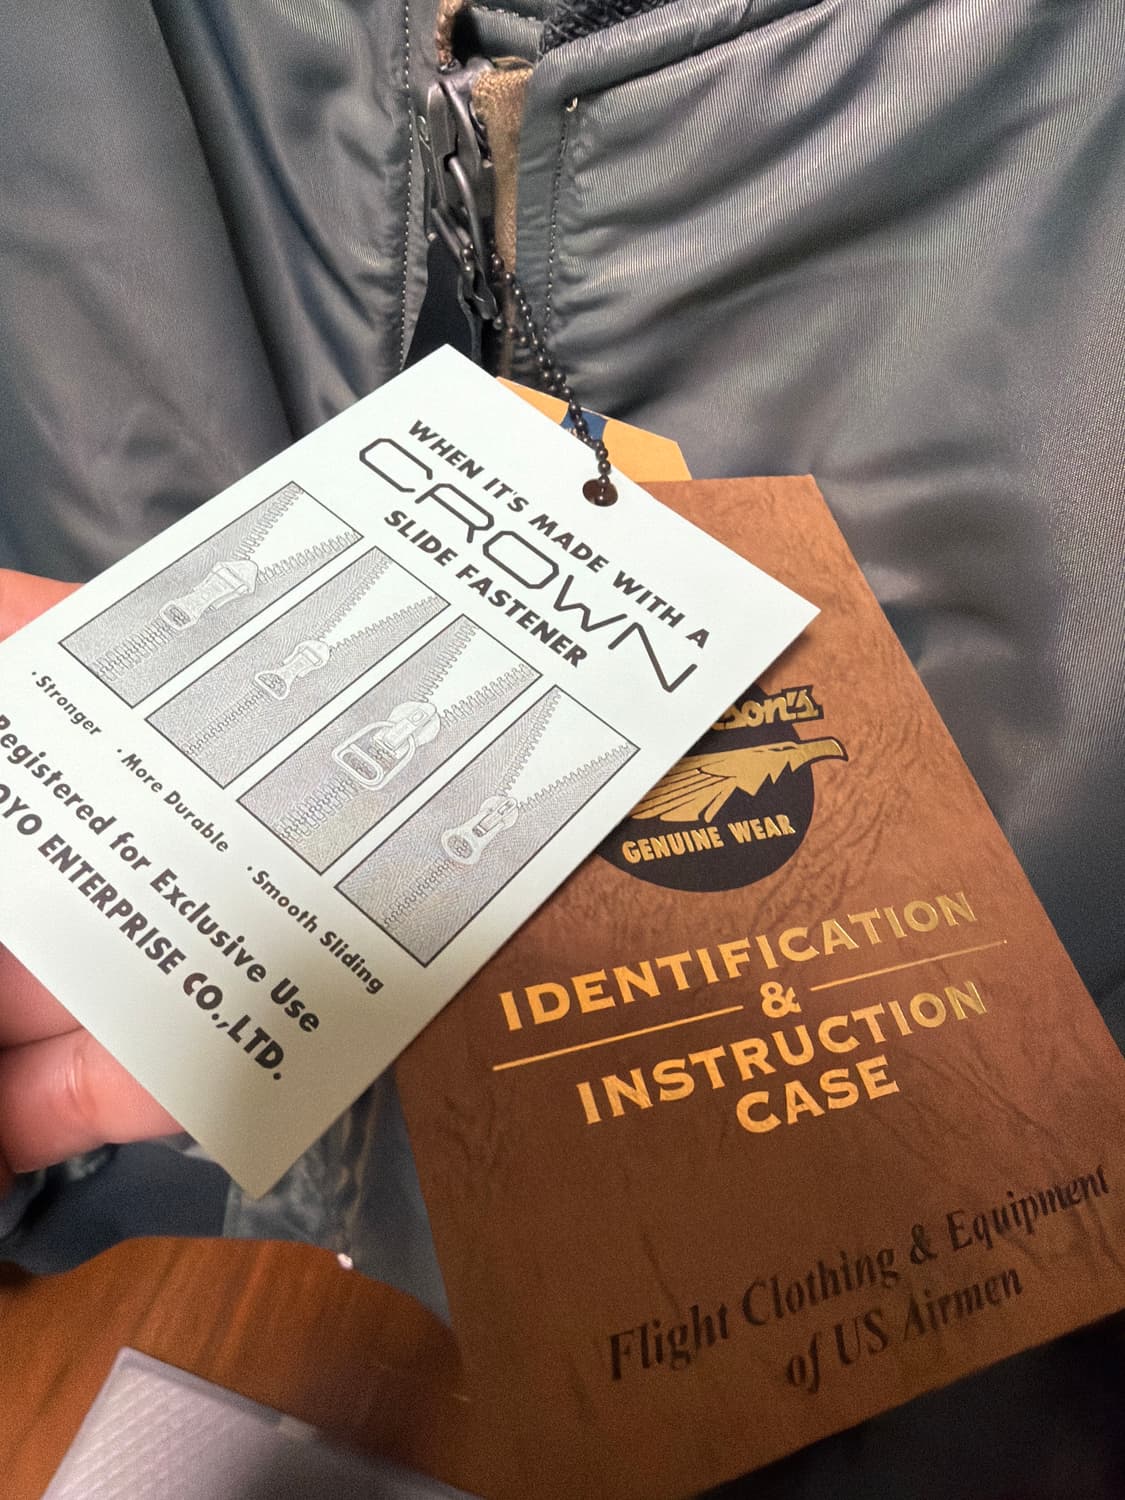 WHEN IT'S MADE WITH A
CROWN
SLIDE FASTENER
· Stronger · More Durable · Smooth Sliding
Registered for Exclusive Use
ENTERPRISE CO., LTD.
GENUINE WEAR
IDENTIFICATION
&
INSTRUCTION
CASE
Flight Clothing & Equipment
of US Airmen